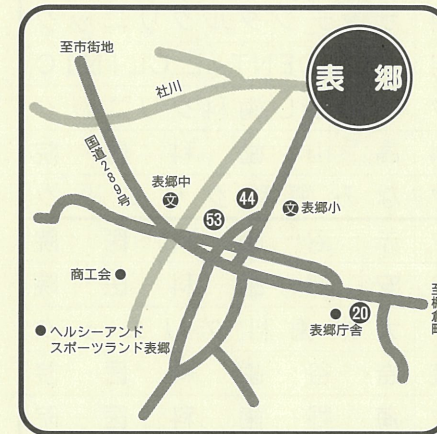 表郷
至市街地
社川
国道289号
表郷中
文
44
53
文
表郷小
商工会
20
表郷庁舎
至棚倉町
ヘルシーアンド
スポーツランド表郷